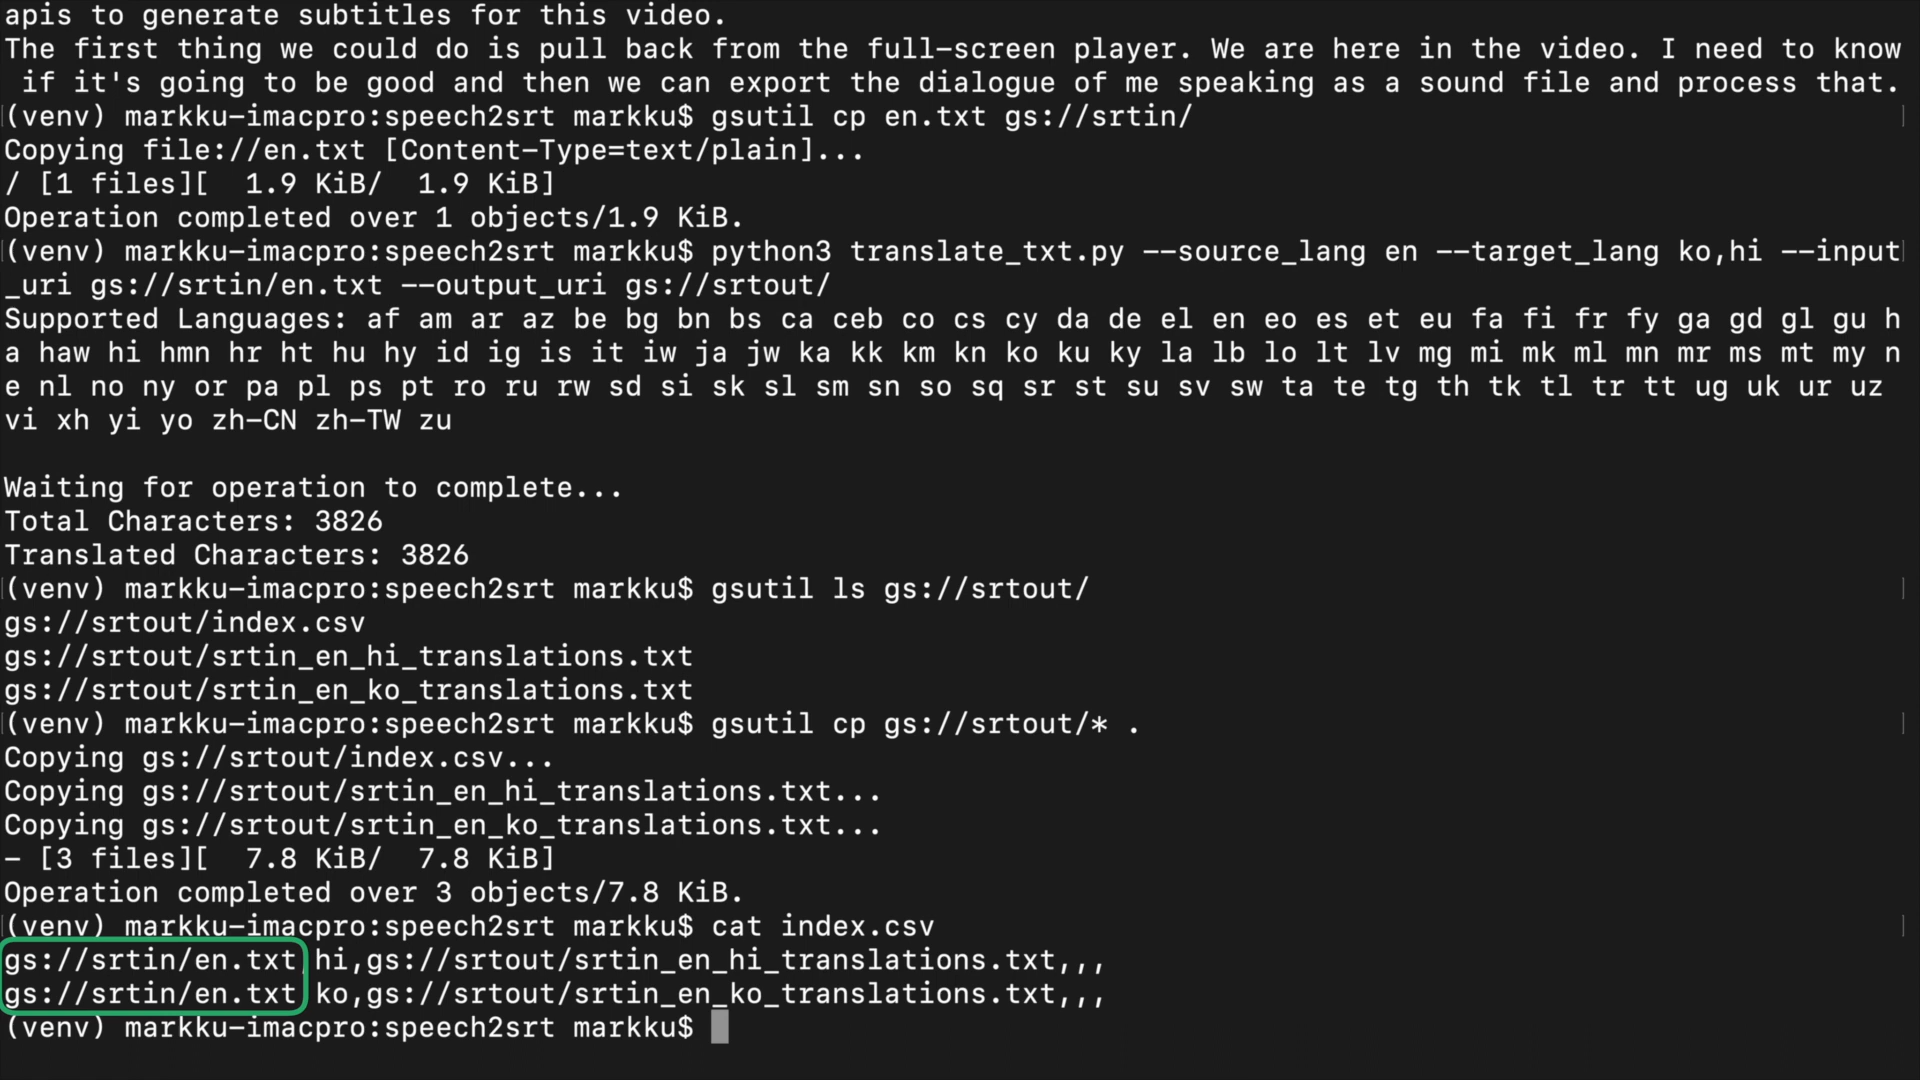 apis to generate subtitles for this video.
The first thing we could do is pull back from the full-screen player. We are here in the video. I need to know
 if it's going to be good and then we can export the dialogue of me speaking as a sound file and process that.
(venv) markku-imacpro:speech2srt markku$ gsutil cp en.txt gs://srtin/
Copying file://en.txt [Content-Type=text/plain]...
/ [1 files][  1.9 KiB/  1.9 KiB]
Operation completed over 1 objects/1.9 KiB.
(venv) markku-imacpro:speech2srt markku$ python3 translate_txt.py --source_lang en --target_lang ko,hi --input
_uri gs://srtin/en.txt --output_uri gs://srtout/
Supported Languages: af am ar az be bg bn bs ca ceb co cs cy da de el en eo es et eu fa fi fr fy ga gd gl gu h
a haw hi hmn hr ht hu hy id ig is it iw ja jw ka kk km kn ko ku ky la lb lo lt lv mg mi mk ml mn mr ms mt my n
e nl no ny or pa pl ps pt ro ru rw sd si sk sl sm sn so sq sr st su sv sw ta te tg th tk tl tr tt ug uk ur uz
vi xh yi yo zh-CN zh-TW zu
Waiting for operation to complete...
Total Characters: 3826
Translated Characters: 3826
(venv) markku-imacpro:speech2srt markku$ gsutil ls gs://srtout/
gs://srtout/index.csv
gs://srtout/srtin_en_hi_translations.txt
gs://srtout/srtin_en_ko_translations.txt
(venv) markku-imacpro:speech2srt markku$ gsutil cp gs://srtout/* .
Copying gs://srtout/index.csv...
Copying gs://srtout/srtin_en_hi_translations.txt...
Copying gs://srtout/srtin_en_ko_translations.txt...
- [3 files][  7.8 KiB/  7.8 KiB]
Operation completed over 3 objects/7.8 KiB.
(venv) markku-imacpro:speech2srt markku$ cat index.csv
gs://srtin/en.txt,hi,gs://srtout/srtin_en_hi_translations.txt,,,
gs://srtin/en.txt,ko,gs://srtout/srtin_en_ko_translations.txt,,,
(venv) markku-imacpro:speech2srt markku$